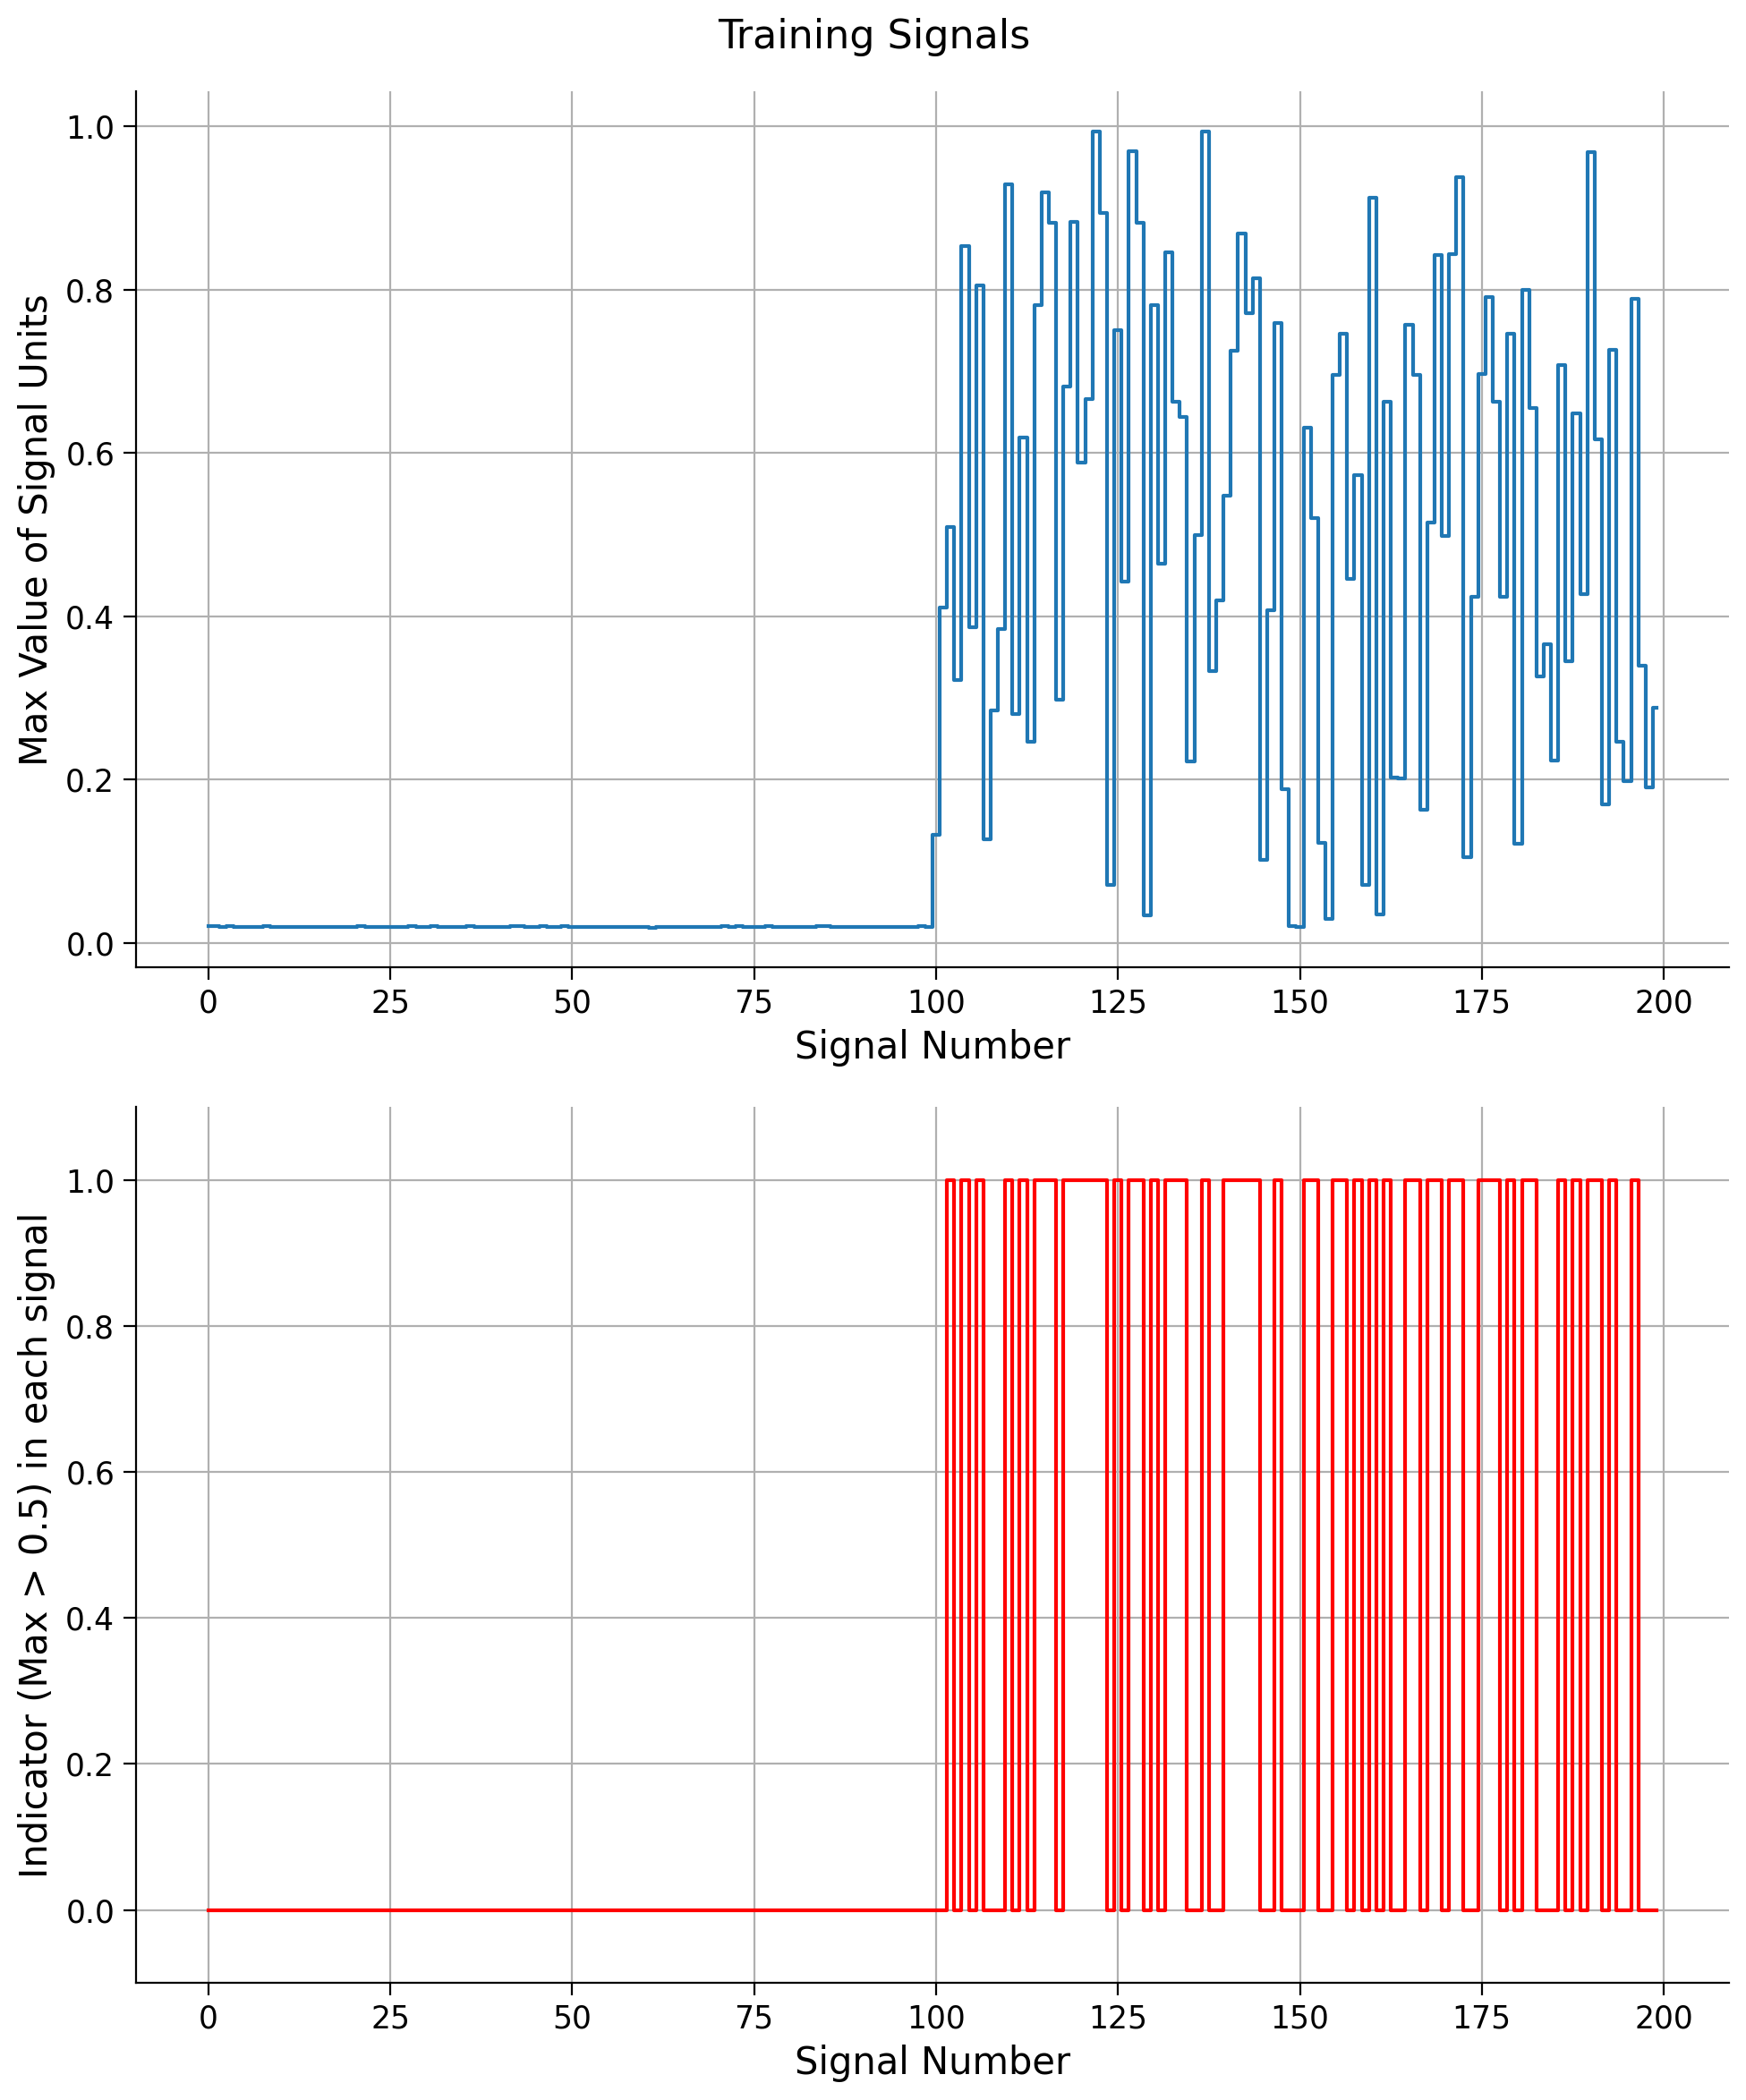 Training Signals
1.0
0.8
0.6
0.4
0.2
0.0
Max Value of Signal Units
0 25 50 75 100 125 150 175 200
Signal Number
1.0
0.8
0.6
0.4
0.2
0.0
Indicator (Max > 0.5) in each signal
0 25 50 75 100 125 150 175 200
Signal Number